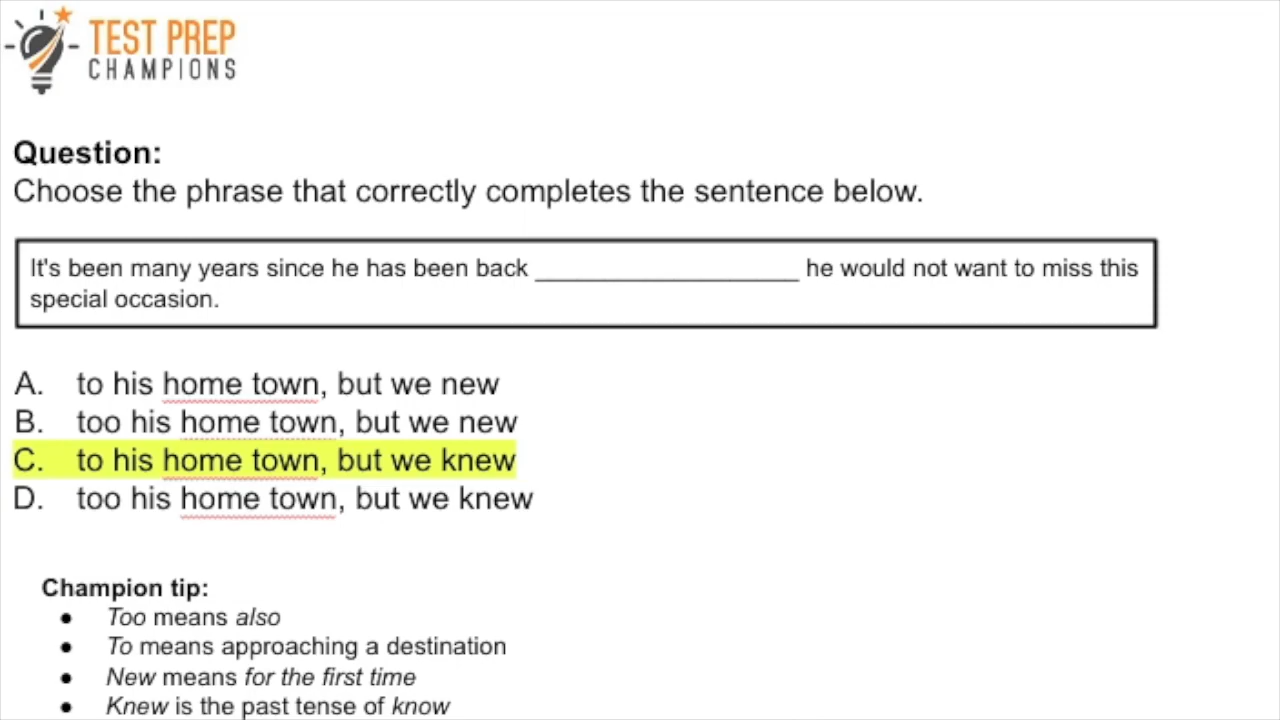 TEST PREP
CHAMPIONS
Question:
Choose the phrase that correctly completes the sentence below.
It's been many years since he has been back ____________________ he would not want to miss this
special occasion.
A. to his home town, but we new
B. too his home town, but we new
C. to his home town, but we knew
D. too his home town, but we knew
Champion tip:
● Too means also
● To means approaching a destination
● New means for the first time
● Knew is the past tense of know